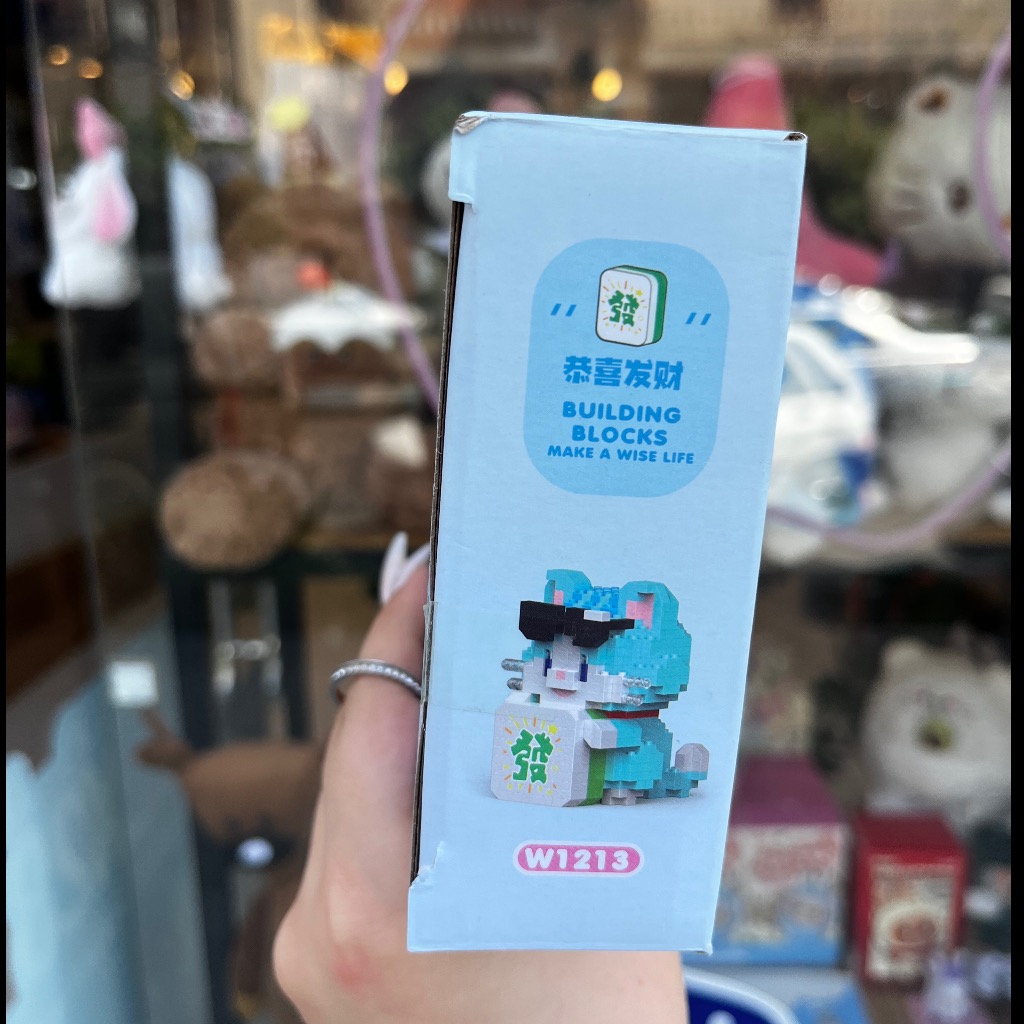 發
恭喜发财
BUILDING
BLOCKS
MAKE A WISE LIFE
發
W1213